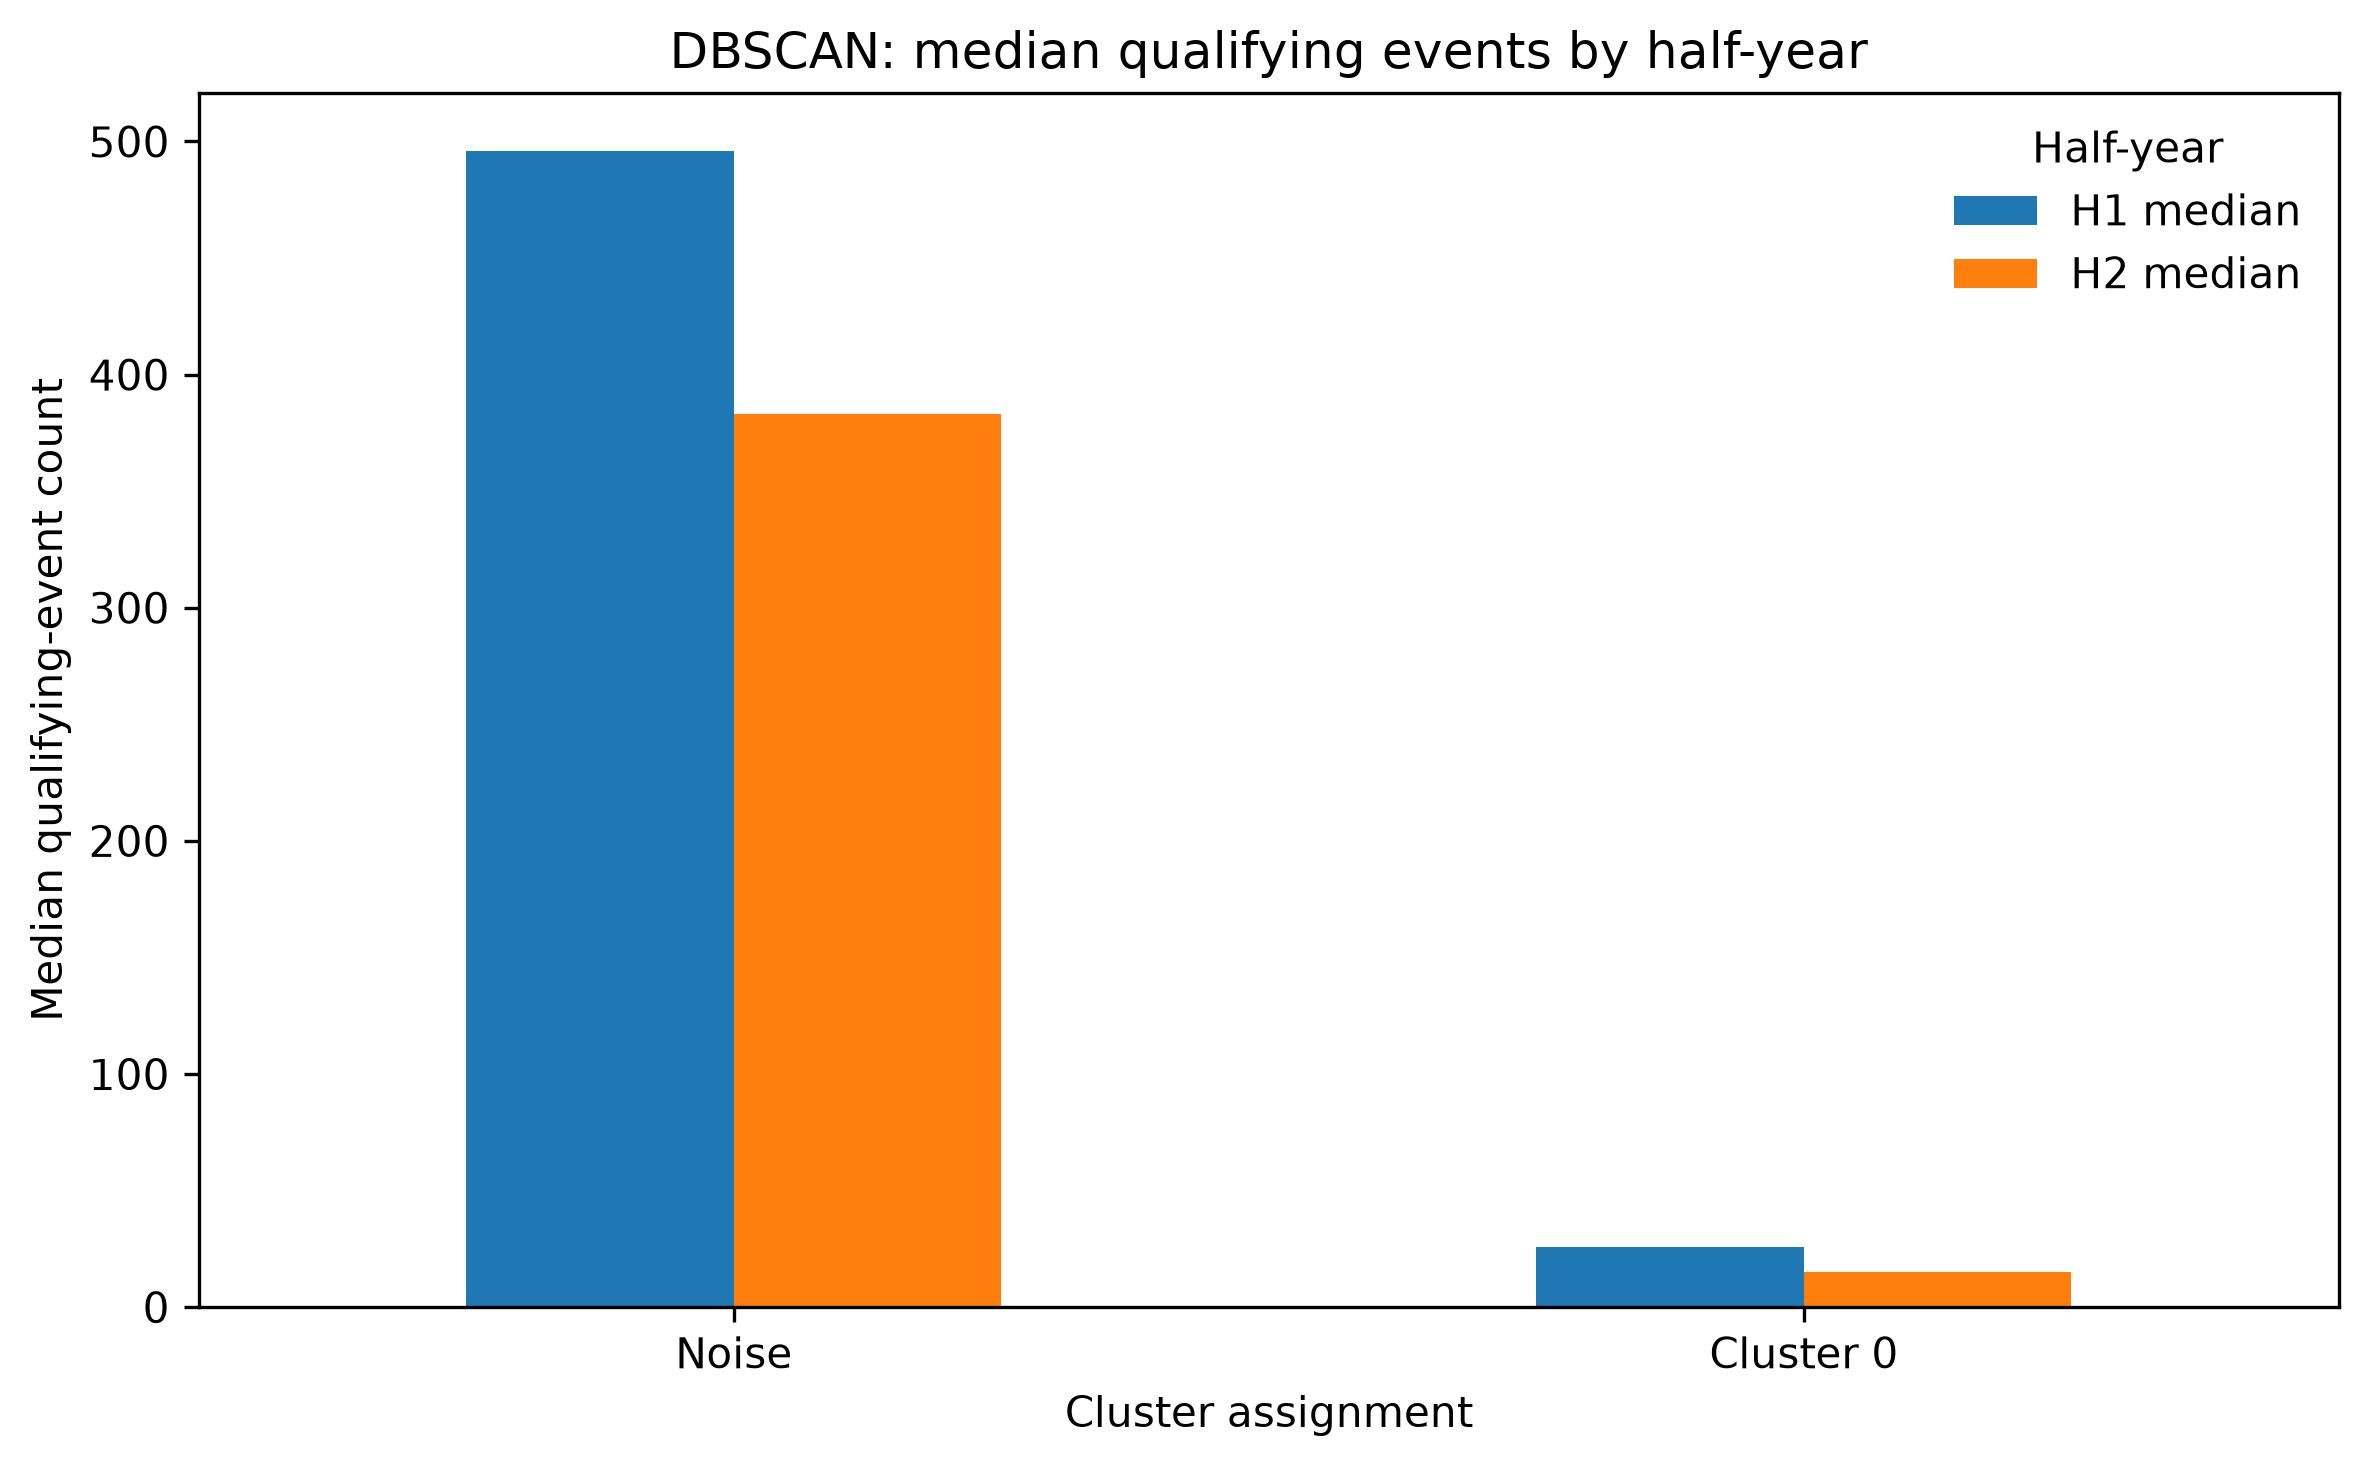 DBSCAN: median qualifying events by half-year
Half-year
H1 median
H2 median
Median qualifying-event count
500
400
300
200
100
0
Noise
Cluster 0
Cluster assignment